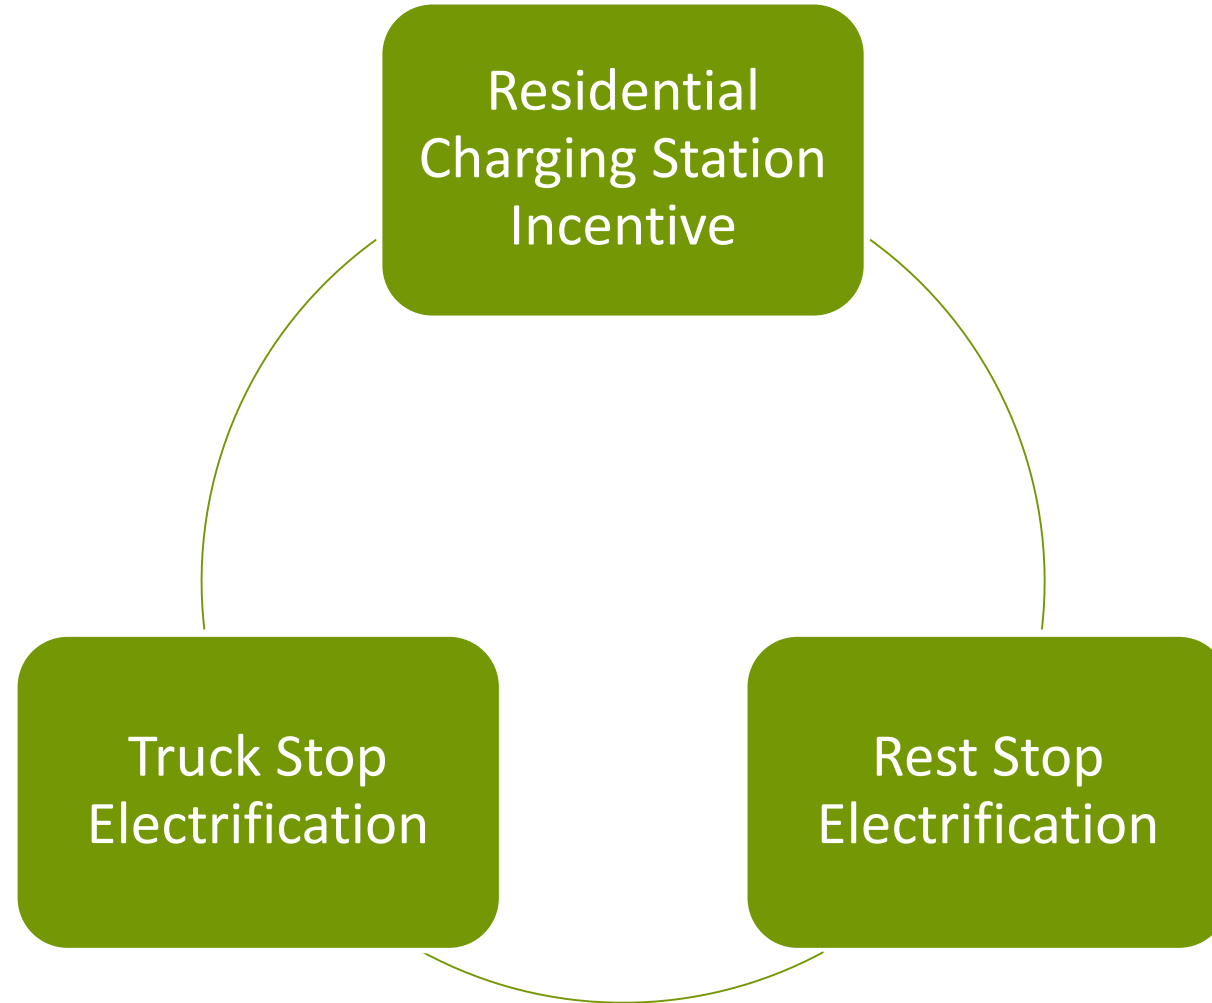 Residential
Charging Station
Incentive
Truck Stop
Electrification
Rest Stop
Electrification